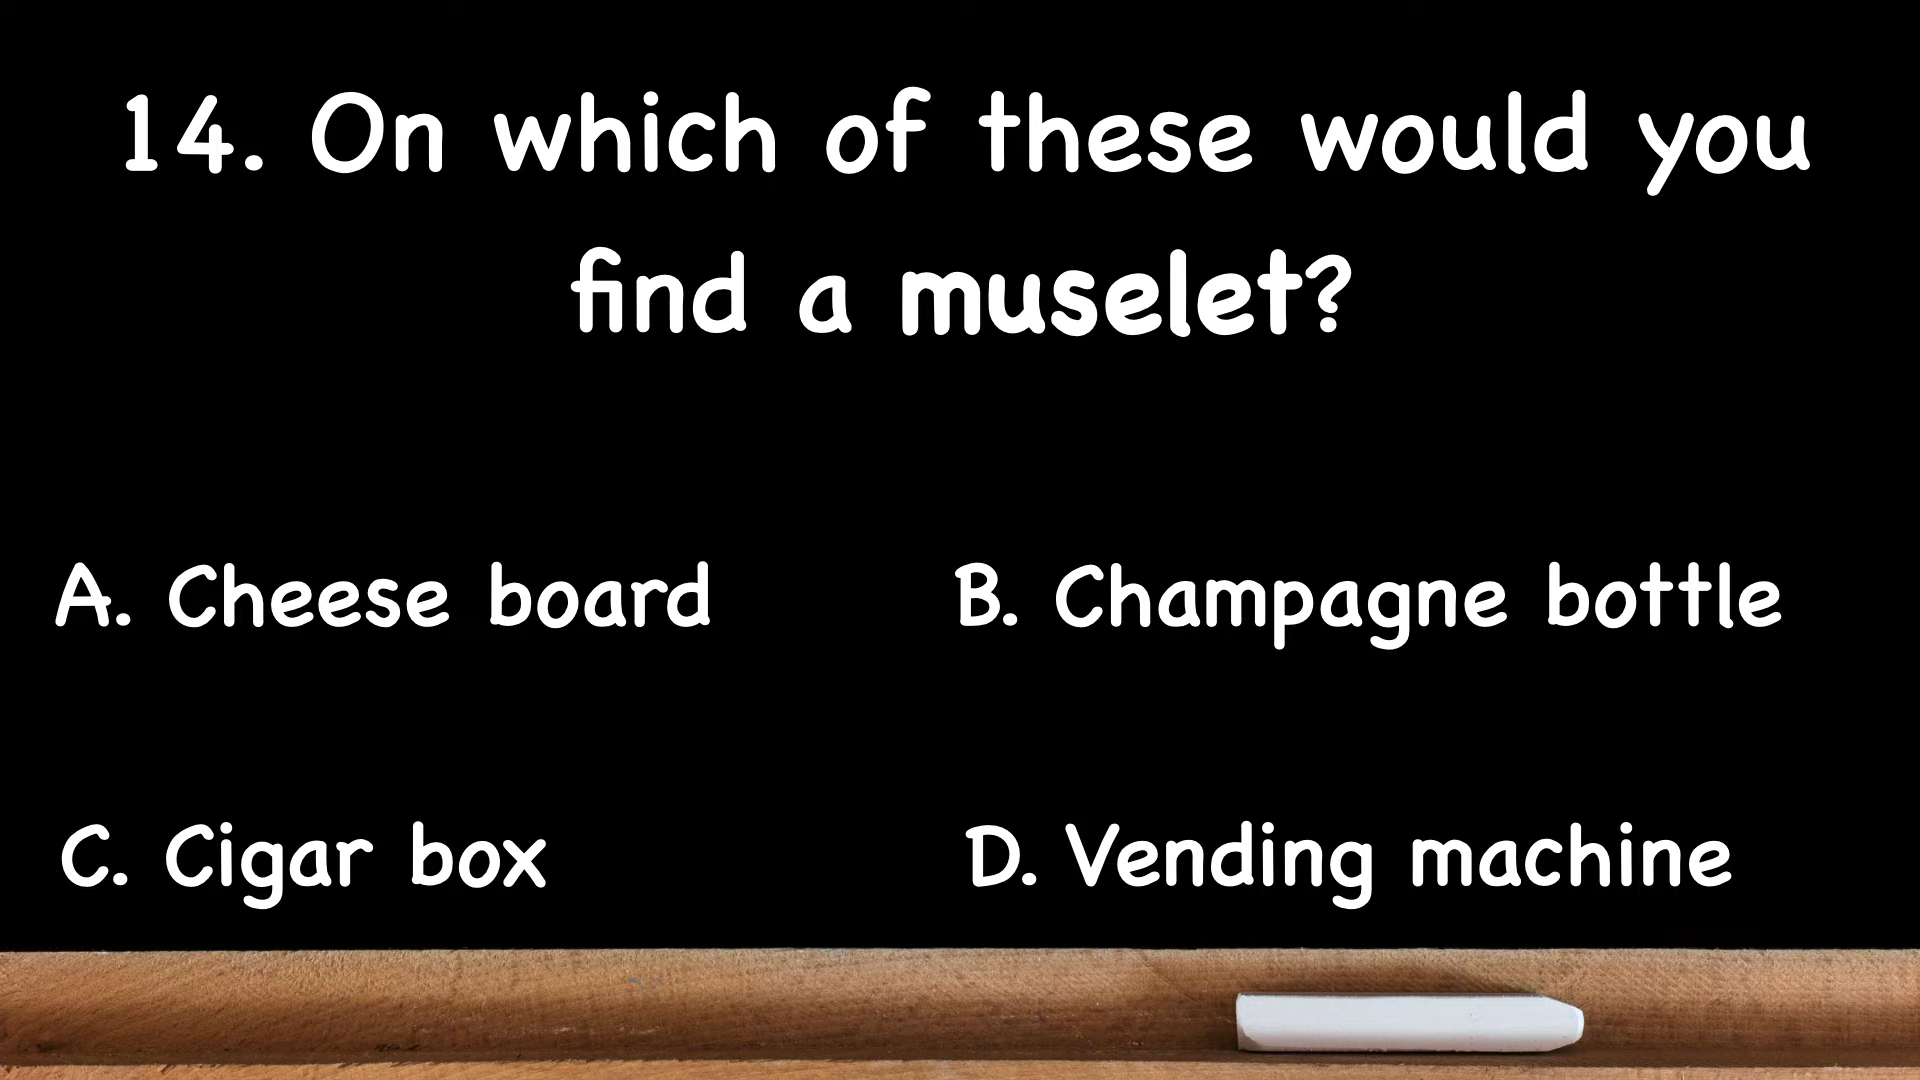 14. On which of these would you
find a muselet?
A. Cheese board
B. Champagne bottle
C. Cigar box
D. Vending machine